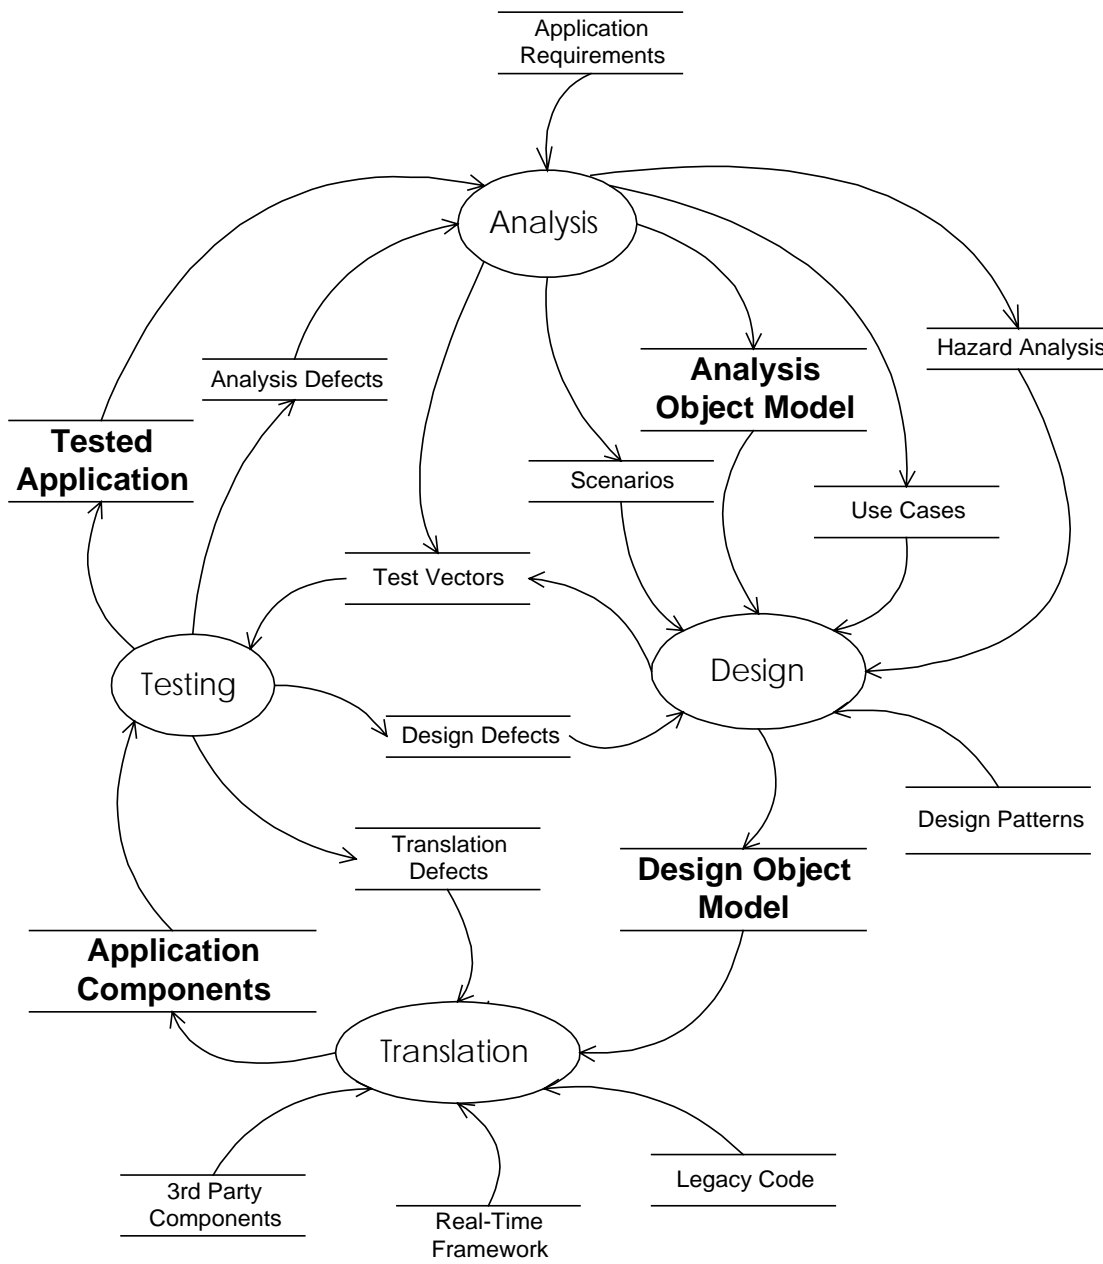 Application
Requirements
Analysis
Hazard Analysis
Analysis
Object Model
Analysis Defects
Tested
Application
Scenarios
Use Cases
Test Vectors
Testing
Design
Design Defects
Design Patterns
Translation
Defects
Design Object
Model
Application
Components
Translation
3rd Party
Components
Real-Time
Framework
Legacy Code